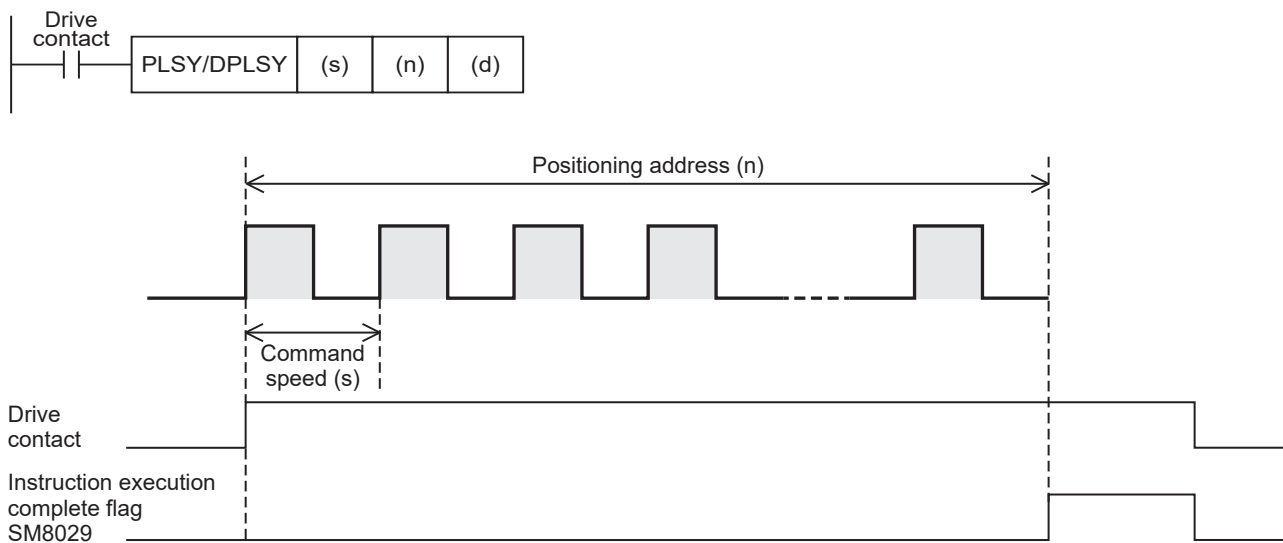 Drive
contact
PLSY/DPLSY (s) (n) (d)
Positioning address (n)
Command
speed (s)
Drive
contact
Instruction execution
complete flag
SM8029